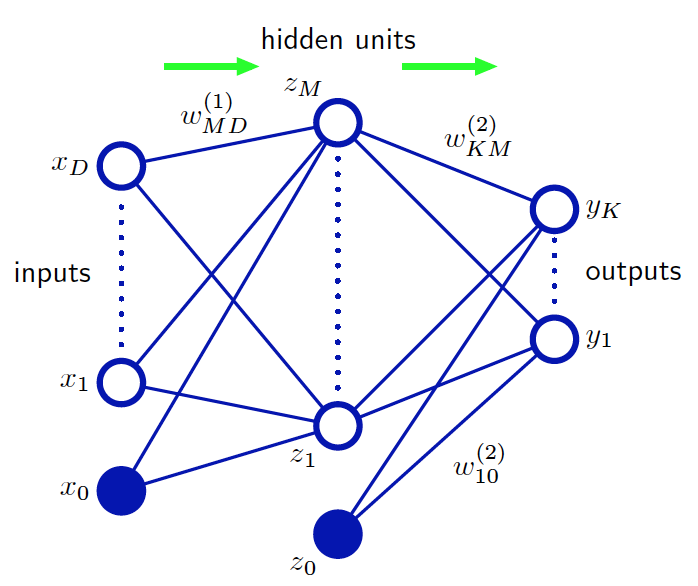 hidden units
z_M
w_{MD}^{(1)}
w_{KM}^{(2)}
x_D
y_K
inputs
outputs
y_1
x_1
z_1
w_{10}^{(2)}
x_0
z_0